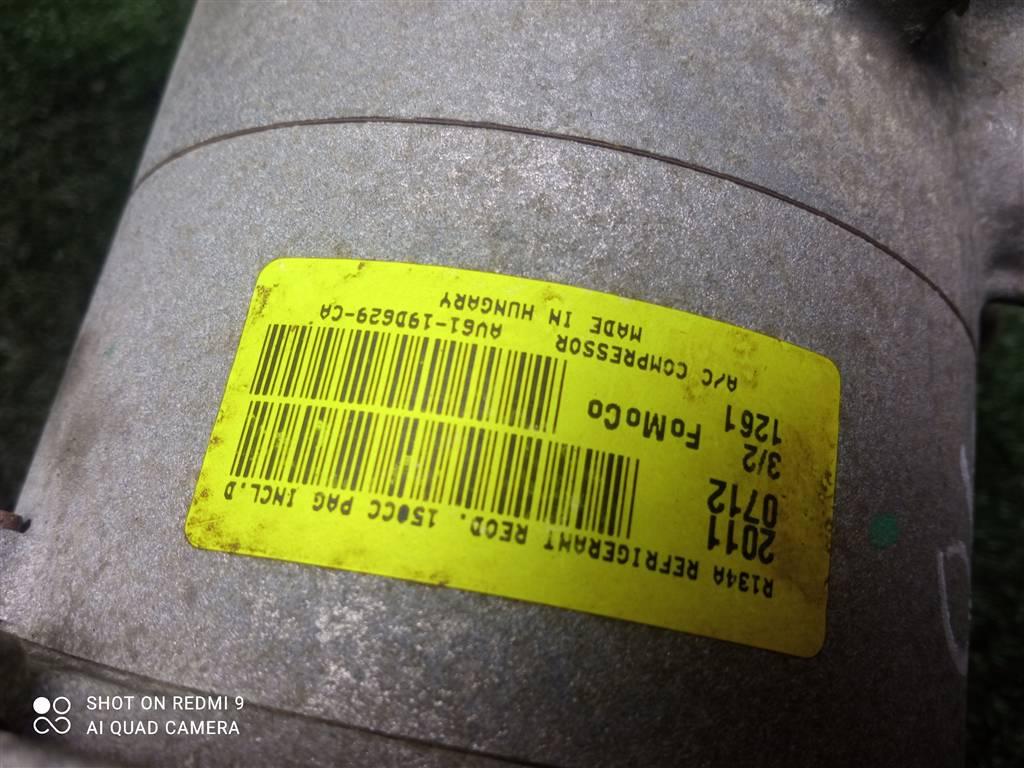 R134A REFRIGERANT REQD. 150CC PAG INCL.D
2011
0712
3/2
1261
FoMoCo
A/C COMPRESSOR AV61-19D629-CA
MADE IN HUNGARY
SHOT ON REDMI 9
AI QUAD CAMERA